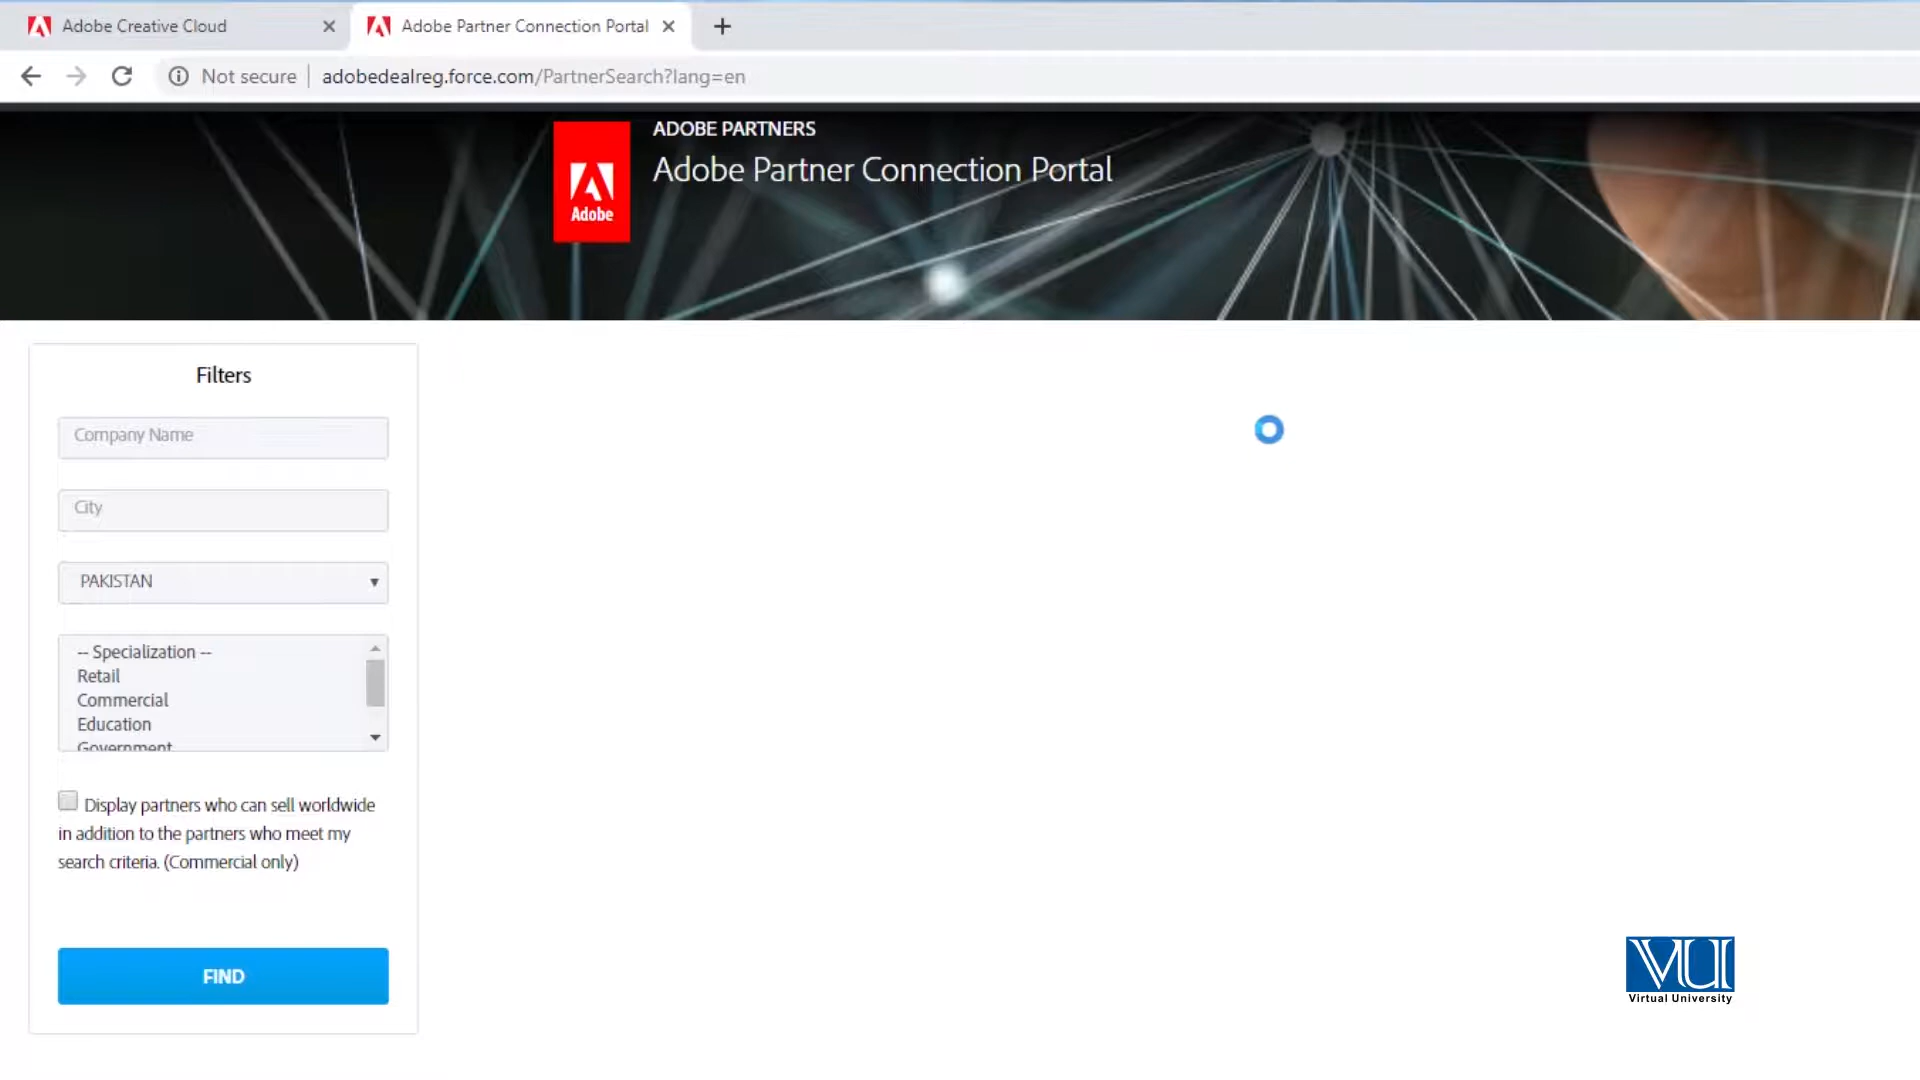 Adobe Creative Cloud
Adobe Partner Connection Portal
Not secure
adobedealreg.force.com/PartnerSearch?lang=en
ADOBE PARTNERS
Adobe Partner Connection Portal
Adobe
Filters
Company Name
City
PAKISTAN
-- Specialization --
Retail
Commercial
Education
Government
Display partners who can sell worldwide
in addition to the partners who meet my
search criteria. (Commercial only)
FIND
VU
Virtual University